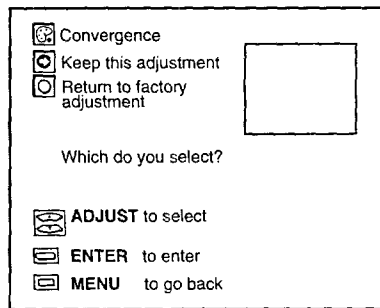 Convergence
Keep this adjustment
Return to factory
adjustment
Which do you select?
ADJUST to select
ENTER to enter
MENU to go back